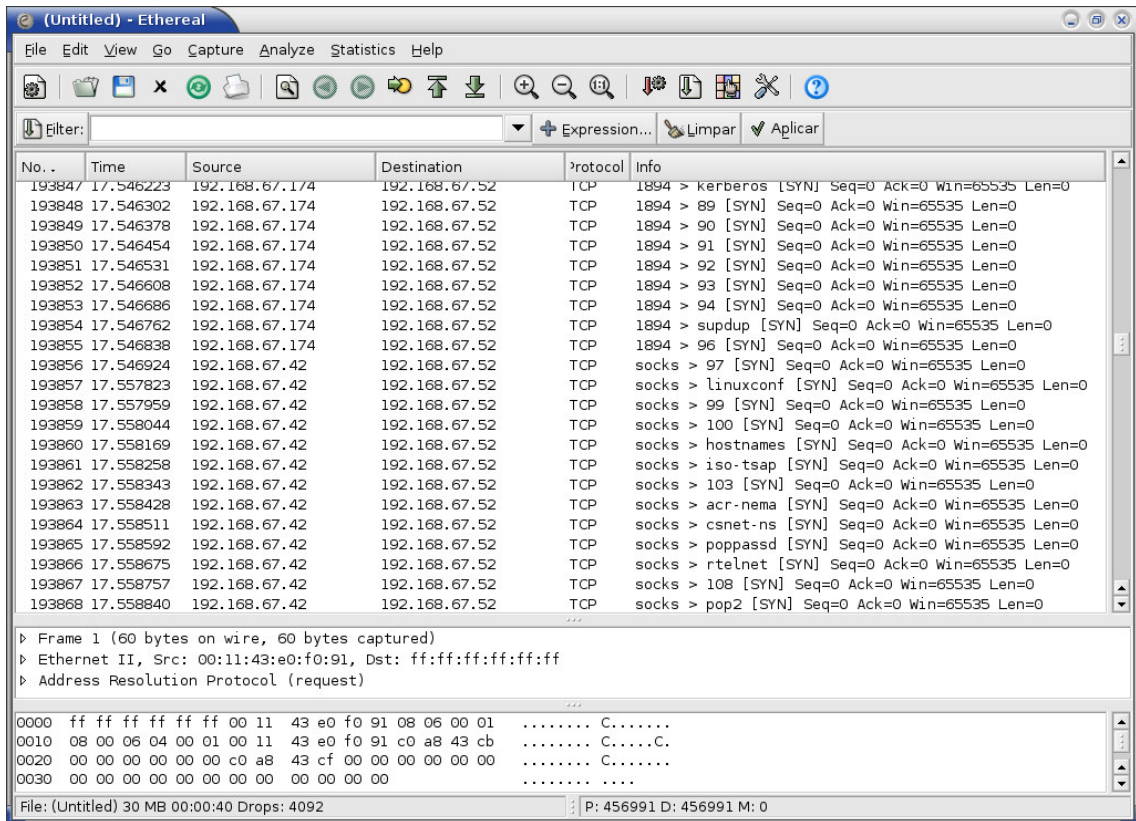 (Untitled) - Ethereal
File Edit View Go Capture Analyze Statistics Help
Filter: Expression... Limpar Aplicar
No. . Time Source Destination Protocol Info
193847 17.546223 192.168.67.174 192.168.67.52 TCP 1894 > kerberos [SYN] Seq=0 Ack=0 Win=65535 Len=0
193848 17.546302 192.168.67.174 192.168.67.52 TCP 1894 > 89 [SYN] Seq=0 Ack=0 Win=65535 Len=0
193849 17.546378 192.168.67.174 192.168.67.52 TCP 1894 > 90 [SYN] Seq=0 Ack=0 Win=65535 Len=0
193850 17.546454 192.168.67.174 192.168.67.52 TCP 1894 > 91 [SYN] Seq=0 Ack=0 Win=65535 Len=0
193851 17.546531 192.168.67.174 192.168.67.52 TCP 1894 > 92 [SYN] Seq=0 Ack=0 Win=65535 Len=0
193852 17.546608 192.168.67.174 192.168.67.52 TCP 1894 > 93 [SYN] Seq=0 Ack=0 Win=65535 Len=0
193853 17.546686 192.168.67.174 192.168.67.52 TCP 1894 > 94 [SYN] Seq=0 Ack=0 Win=65535 Len=0
193854 17.546762 192.168.67.174 192.168.67.52 TCP 1894 > supdup [SYN] Seq=0 Ack=0 Win=65535 Len=0
193855 17.546838 192.168.67.174 192.168.67.52 TCP 1894 > 96 [SYN] Seq=0 Ack=0 Win=65535 Len=0
193856 17.546924 192.168.67.42 192.168.67.52 TCP socks > 97 [SYN] Seq=0 Ack=0 Win=65535 Len=0
193857 17.557823 192.168.67.42 192.168.67.52 TCP socks > linuxconf [SYN] Seq=0 Ack=0 Win=65535 Len=0
193858 17.557959 192.168.67.42 192.168.67.52 TCP socks > 99 [SYN] Seq=0 Ack=0 Win=65535 Len=0
193859 17.558044 192.168.67.42 192.168.67.52 TCP socks > 100 [SYN] Seq=0 Ack=0 Win=65535 Len=0
193860 17.558169 192.168.67.42 192.168.67.52 TCP socks > hostnames [SYN] Seq=0 Ack=0 Win=65535 Len=0
193861 17.558258 192.168.67.42 192.168.67.52 TCP socks > iso-tsap [SYN] Seq=0 Ack=0 Win=65535 Len=0
193862 17.558343 192.168.67.42 192.168.67.52 TCP socks > 103 [SYN] Seq=0 Ack=0 Win=65535 Len=0
193863 17.558428 192.168.67.42 192.168.67.52 TCP socks > acr-nema [SYN] Seq=0 Ack=0 Win=65535 Len=0
193864 17.558511 192.168.67.42 192.168.67.52 TCP socks > csnet-ns [SYN] Seq=0 Ack=0 Win=65535 Len=0
193865 17.558592 192.168.67.42 192.168.67.52 TCP socks > poppassd [SYN] Seq=0 Ack=0 Win=65535 Len=0
193866 17.558675 192.168.67.42 192.168.67.52 TCP socks > rtelnet [SYN] Seq=0 Ack=0 Win=65535 Len=0
193867 17.558757 192.168.67.42 192.168.67.52 TCP socks > 108 [SYN] Seq=0 Ack=0 Win=65535 Len=0
193868 17.558840 192.168.67.42 192.168.67.52 TCP socks > pop2 [SYN] Seq=0 Ack=0 Win=65535 Len=0
Frame 1 (60 bytes on wire, 60 bytes captured)
Ethernet II, Src: 00:11:43:e0:f0:91, Dst: ff:ff:ff:ff:ff:ff
Address Resolution Protocol (request)
0000 ff ff ff ff ff ff 00 11 43 e0 f0 91 08 06 00 01 ........ C.......
0010 08 00 06 04 00 01 00 11 43 e0 f0 91 c0 a8 43 cb ........ C.....C.
0020 00 00 00 00 00 00 c0 a8 43 cf 00 00 00 00 00 00 ........ C.......
0030 00 00 00 00 00 00 00 00 00 00 00 00 ........ ....
File: (Untitled) 30 MB 00:00:40 Drops: 4092 P: 456991 D: 456991 M: 0